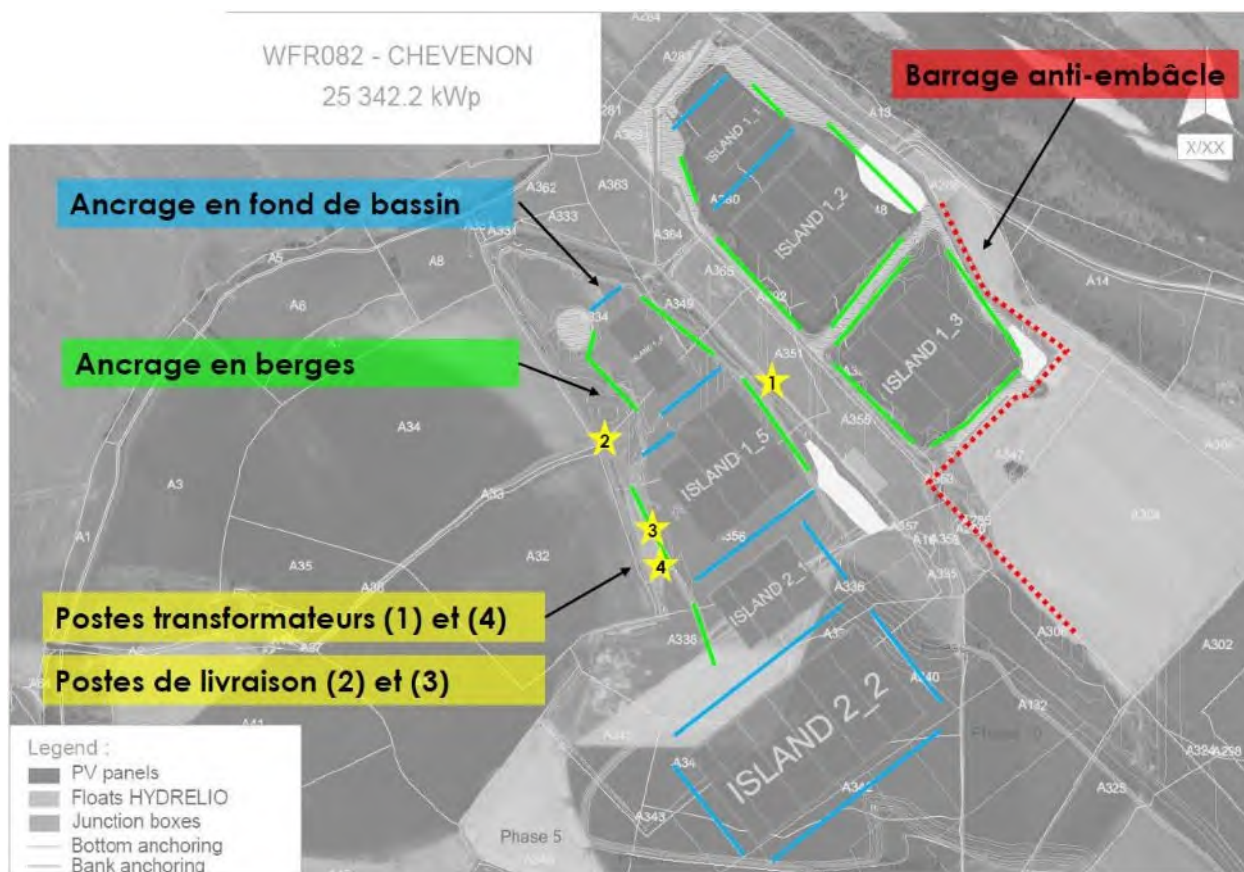 WFR082 - CHEVENON
25 342.2 kWp
Barrage anti-embâcle
X/XX
Ancrage en fond de bassin
Ancrage en berges
Postes transformateurs (1) et (4)
Postes de livraison (2) et (3)
ISLAND 1_1
ISLAND 1_2
ISLAND 1_3
ISLAND 1_5
ISLAND 2_1
ISLAND 2_2
1
2
3
4
A13
A14
A362
A363
A333
A364
A365
A349
A351
A5
A8
A6
A34
A3
A33
A1
A35
A32
A357
A336
A338
A340
A302
A132
A325
A342
A343
Phase 5
Legend :
PV panels
Floats HYDRELIO
Junction boxes
Bottom anchoring
Bank anchoring